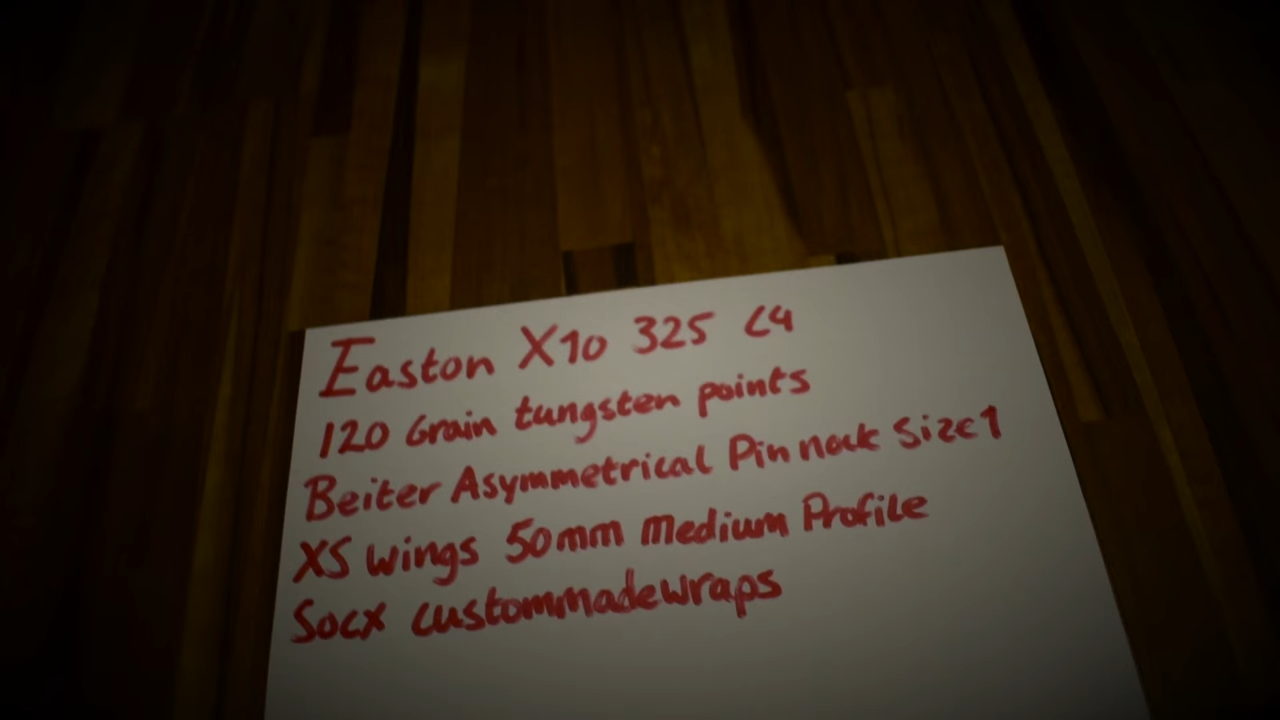 Easton X10 325 C4
120 Grain tungsten points
Beiter Asymmetrical Pin nock Size 1
XS wings 50mm Medium Profile
Socx custommadewraps